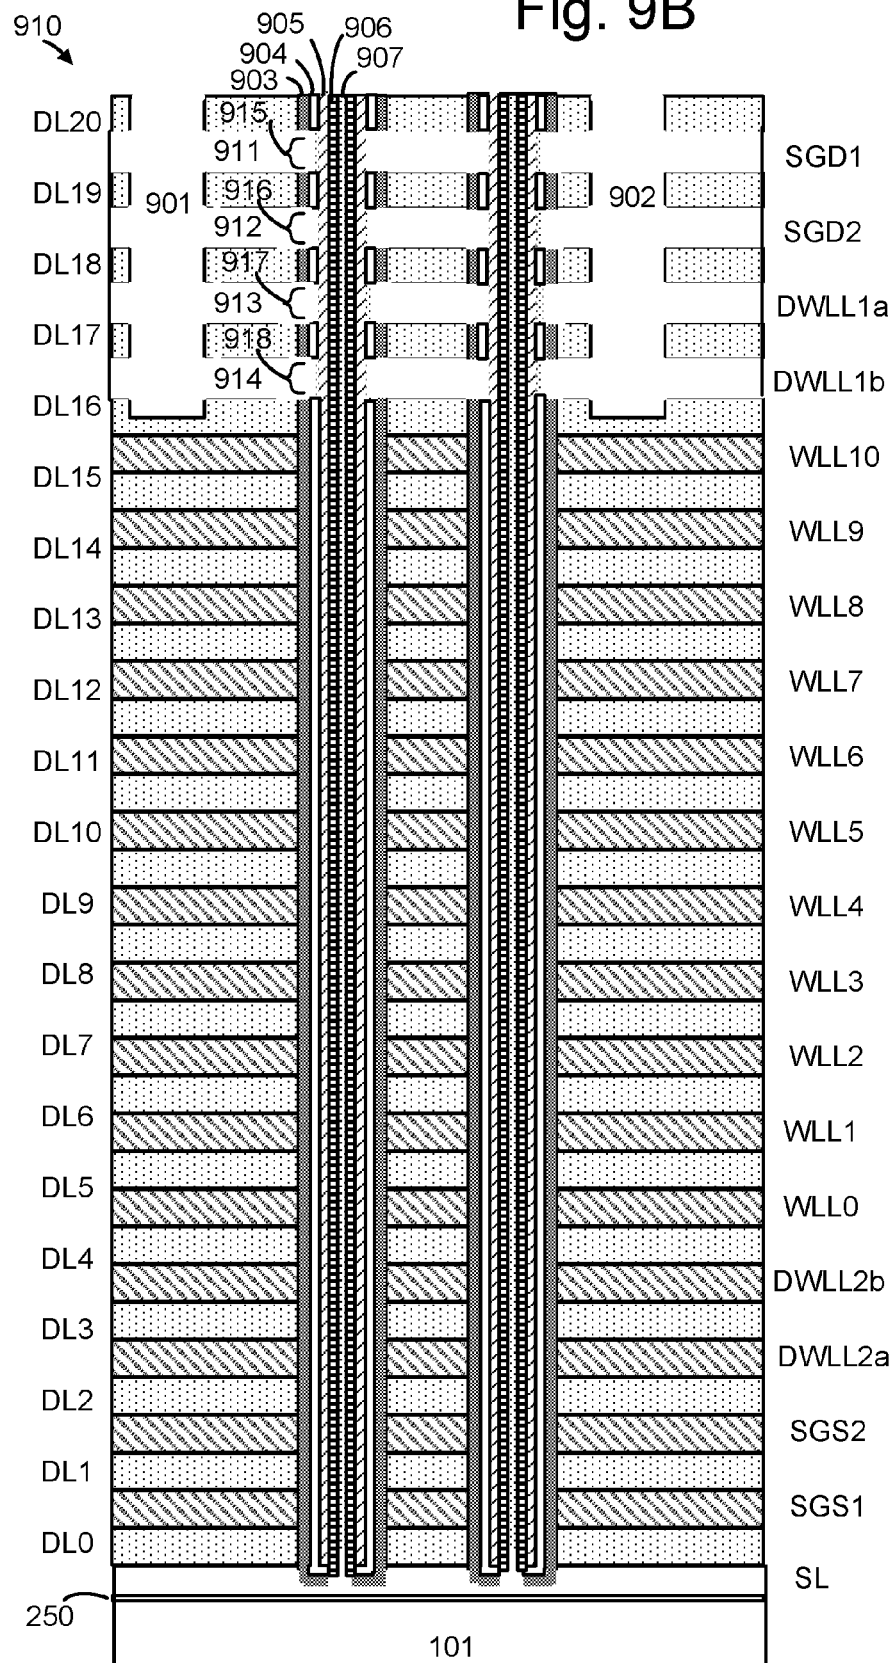 Fig. 9B
910
905
906
904
907
903
DL20
915
911
SGD1
DL19
901
916
902
912
SGD2
DL18
917
913
DWLL1a
DL17
918
914
DWLL1b
DL16
WLL10
DL15
WLL9
DL14
WLL8
DL13
WLL7
DL12
WLL6
DL11
WLL5
DL10
WLL4
DL9
WLL3
DL8
WLL2
DL7
WLL1
DL6
WLL0
DL5
DWLL2b
DL4
DWLL2a
DL3
SGS2
DL2
SGS1
DL1
DL0
SL
250
101